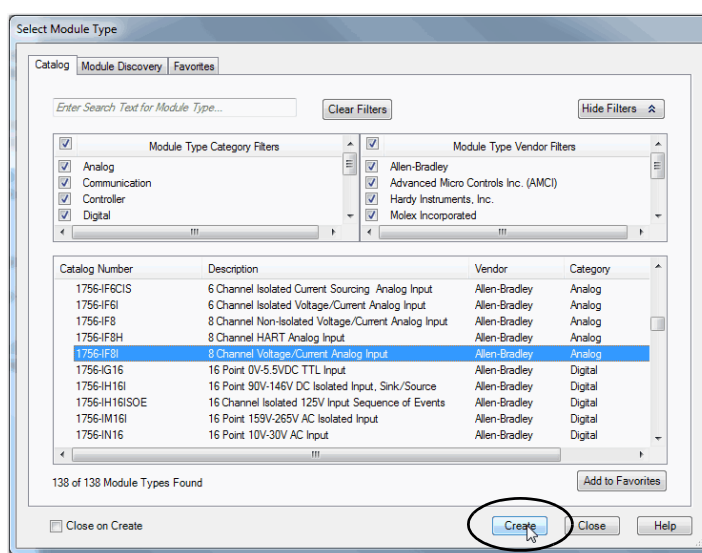 Select Module Type
Catalog Module Discovery Favorites
Enter Search Text for Module Type... Clear Filters Hide Filters
Module Type Category Filters Module Type Vendor Filters
Analog Allen-Bradley
Communication Advanced Micro Controls Inc. (AMCI)
Controller Hardy Instruments, Inc.
Digital Molex Incorporated
Catalog Number Description Vendor Category
1756-IF6CIS 6 Channel Isolated Current Sourcing Analog Input Allen-Bradley Analog
1756-IF6I 6 Channel Isolated Voltage/Current Analog Input Allen-Bradley Analog
1756-IF8 8 Channel Non-Isolated Voltage/Current Analog Input Allen-Bradley Analog
1756-IF8H 8 Channel HART Analog Input Allen-Bradley Analog
1756-IF8I 8 Channel Voltage/Current Analog Input Allen-Bradley Analog
1756-IG16 16 Point 0V-5.5VDC TTL Input Allen-Bradley Digital
1756-IH16I 16 Point 90V-146V DC Isolated Input, Sink/Source Allen-Bradley Digital
1756-IH16ISOE 16 Channel Isolated 125V Input Sequence of Events Allen-Bradley Digital
1756-IM16I 16 Point 159V-265V AC Isolated Input Allen-Bradley Digital
1756-IN16 16 Point 10V-30V AC Input Allen-Bradley Digital
138 of 138 Module Types Found Add to Favorites
Close on Create Create Close Help